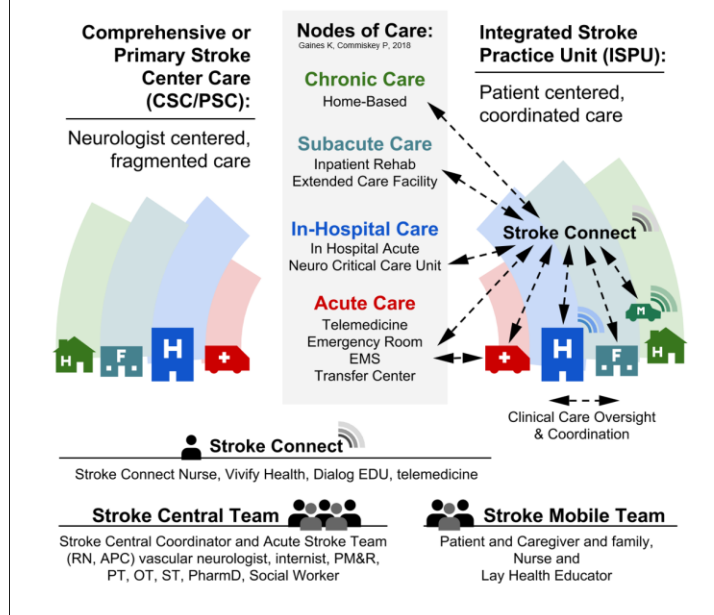 Comprehensive or
Primary Stroke
Center Care
(CSC/PSC):
Neurologist centered,
fragmented care
H
F
H
Nodes of Care:
Gaines K, Commiskey P, 2018
Chronic Care
Home-Based
Subacute Care
Inpatient Rehab
Extended Care Facility
In-Hospital Care
In Hospital Acute
Neuro Critical Care Unit
Acute Care
Telemedicine
Emergency Room
EMS
Transfer Center
Integrated Stroke
Practice Unit (ISPU):
Patient centered,
coordinated care
Stroke Connect
M
H
F
H
Clinical Care Oversight
& Coordination
Stroke Connect
Stroke Connect Nurse, Vivify Health, Dialog EDU, telemedicine
Stroke Central Team
Stroke Central Coordinator and Acute Stroke Team
(RN, APC) vascular neurologist, internist, PM&R,
PT, OT, ST, PharmD, Social Worker
Stroke Mobile Team
Patient and Caregiver and family,
Nurse and
Lay Health Educator